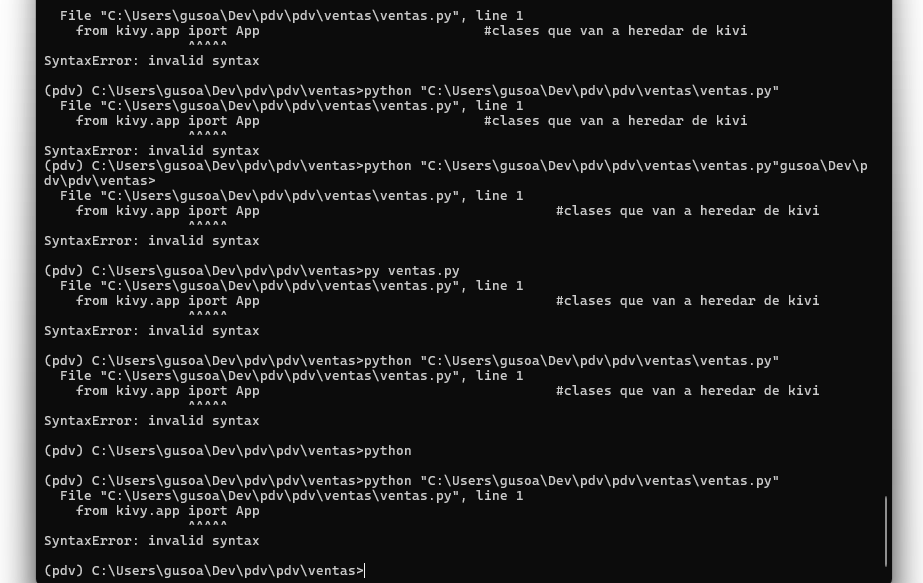 File "C:\Users\gusoa\Dev\pdv\pdv\ventas\ventas.py", line 1
from kivy.app iport App #clases que van a heredar de kivi
^^^^^
SyntaxError: invalid syntax
(pdv) C:\Users\gusoa\Dev\pdv\pdv\ventas>python "C:\Users\gusoa\Dev\pdv\pdv\ventas\ventas.py"
File "C:\Users\gusoa\Dev\pdv\pdv\ventas\ventas.py", line 1
from kivy.app iport App #clases que van a heredar de kivi
^^^^^
SyntaxError: invalid syntax
(pdv) C:\Users\gusoa\Dev\pdv\pdv\ventas>python "C:\Users\gusoa\Dev\pdv\pdv\ventas\ventas.py"gusoa\Dev\p
dv\pdv\ventas>
File "C:\Users\gusoa\Dev\pdv\pdv\ventas\ventas.py", line 1
from kivy.app iport App #clases que van a heredar de kivi
^^^^^
SyntaxError: invalid syntax
(pdv) C:\Users\gusoa\Dev\pdv\pdv\ventas>py ventas.py
File "C:\Users\gusoa\Dev\pdv\pdv\ventas\ventas.py", line 1
from kivy.app iport App #clases que van a heredar de kivi
^^^^^
SyntaxError: invalid syntax
(pdv) C:\Users\gusoa\Dev\pdv\pdv\ventas>python "C:\Users\gusoa\Dev\pdv\pdv\ventas\ventas.py"
File "C:\Users\gusoa\Dev\pdv\pdv\ventas\ventas.py", line 1
from kivy.app iport App #clases que van a heredar de kivi
^^^^^
SyntaxError: invalid syntax
(pdv) C:\Users\gusoa\Dev\pdv\pdv\ventas>python
(pdv) C:\Users\gusoa\Dev\pdv\pdv\ventas>python "C:\Users\gusoa\Dev\pdv\pdv\ventas\ventas.py"
File "C:\Users\gusoa\Dev\pdv\pdv\ventas\ventas.py", line 1
from kivy.app iport App
^^^^^
SyntaxError: invalid syntax
(pdv) C:\Users\gusoa\Dev\pdv\pdv\ventas>